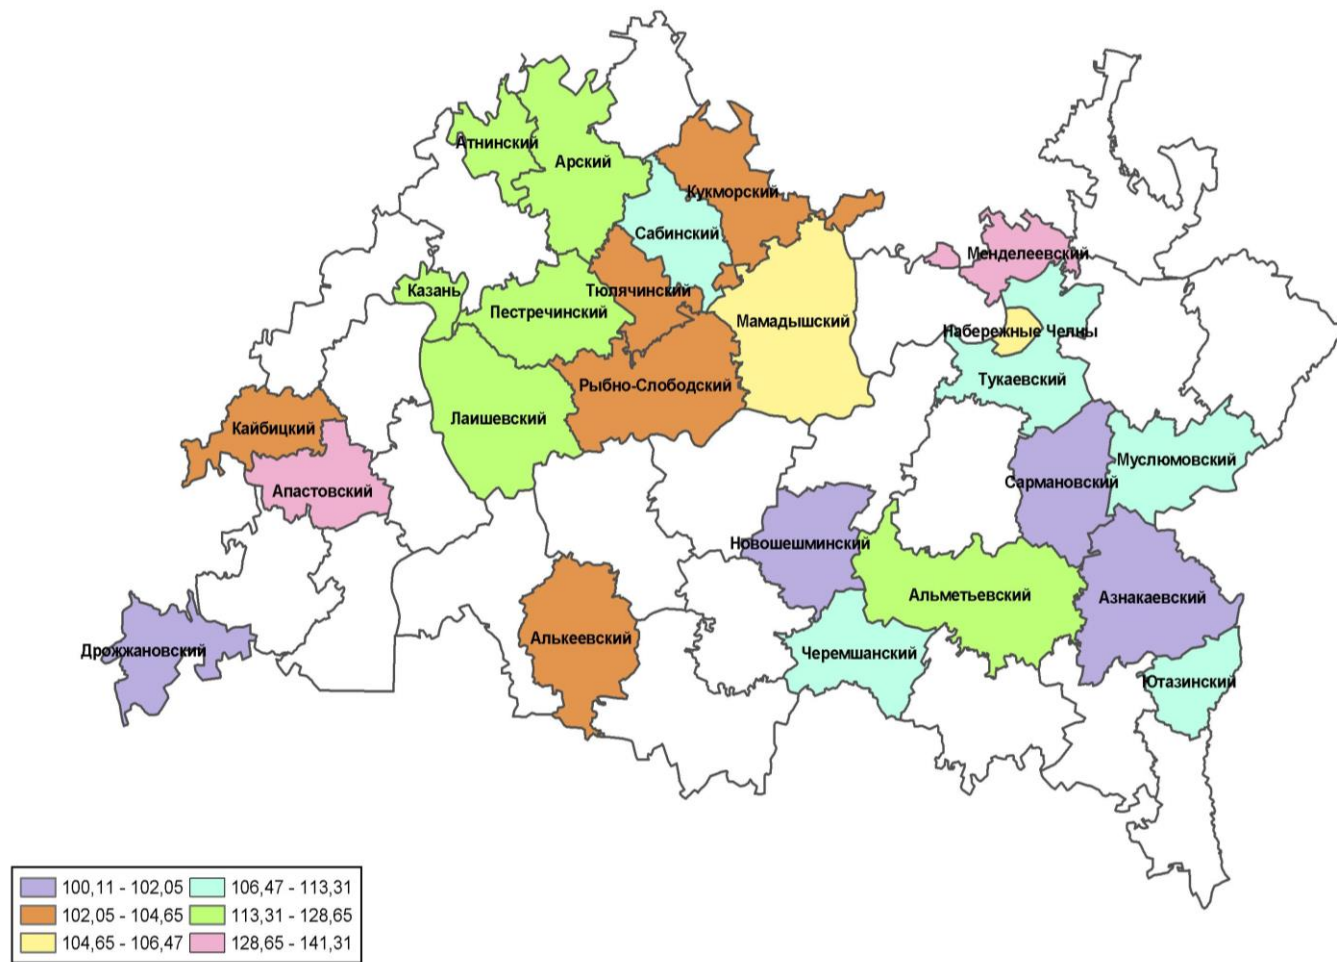 Атнинский
Арский
Кукморский
Сабинский
Менделеевский
Казань
Тюлячинский
Пестречинский
Мамадышский
Набережные Челны
Рыбно-Слободский
Тукаевский
Лаишевский
Кайбицкий
Муслюмовский
Апастовский
Сармановский
Новошешминский
Альметьевский
Азнакаевский
Дрожжановский
Алькеевский
Черемшанский
Ютазинский
100,11 - 102,05
106,47 - 113,31
102,05 - 104,65
113,31 - 128,65
104,65 - 106,47
128,65 - 141,31